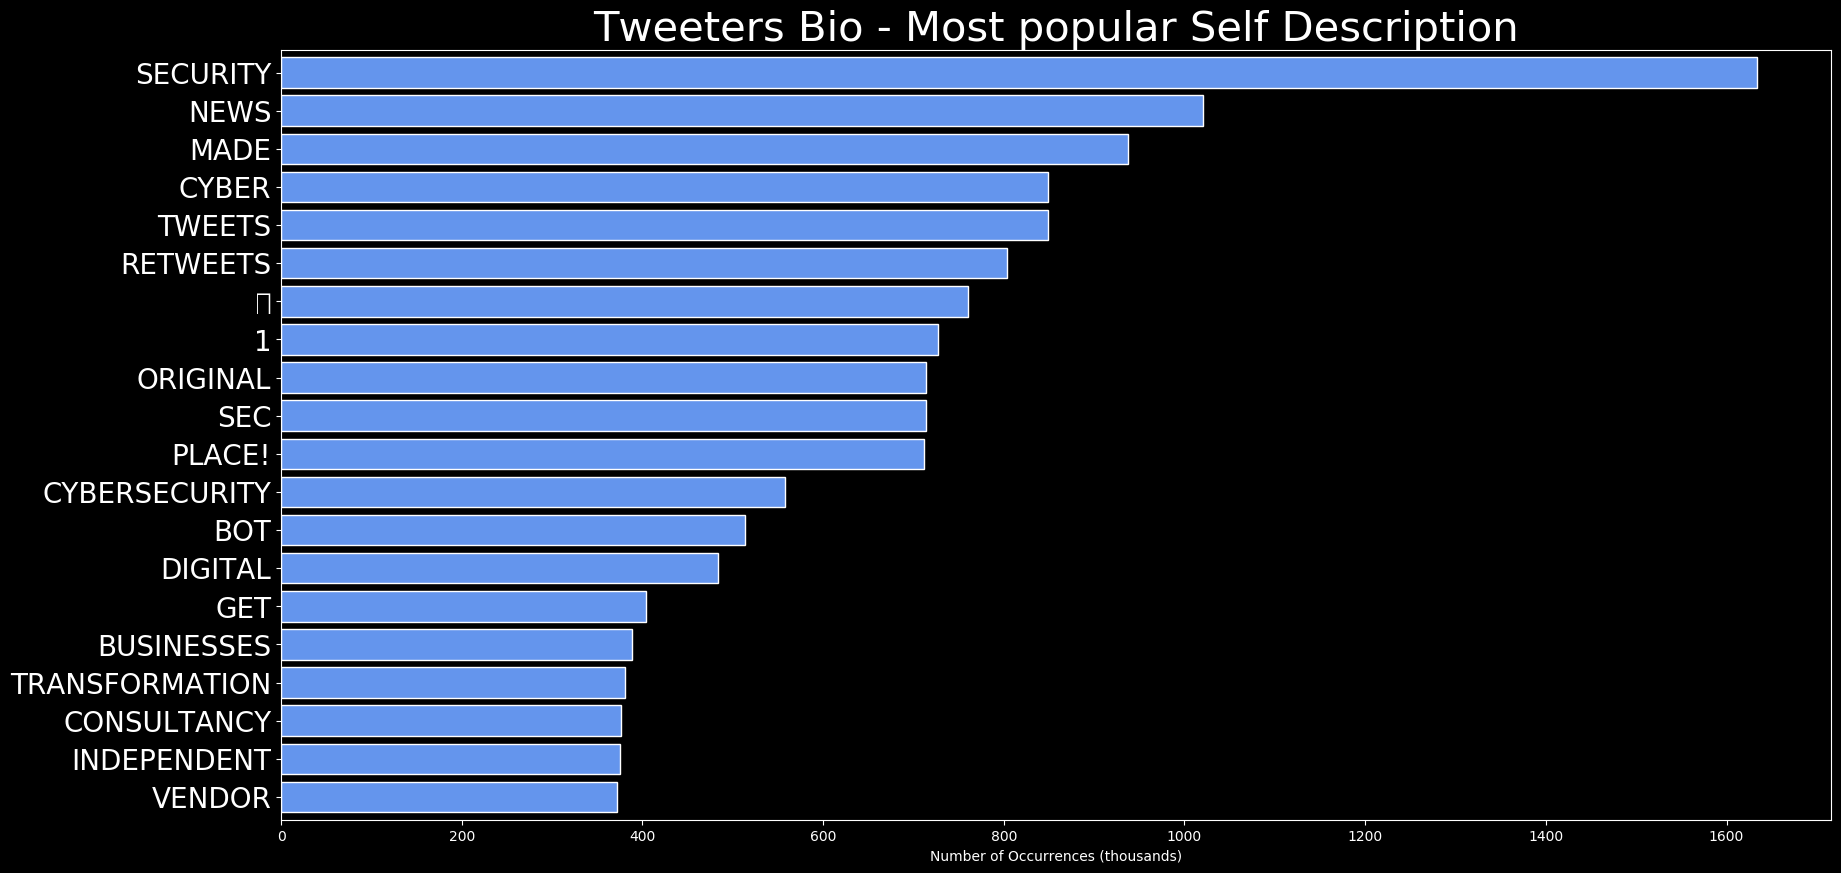 Tweeters Bio - Most popular Self Description
SECURITY
NEWS
MADE
CYBER
TWEETS
RETWEETS
1
ORIGINAL
SEC
PLACE!
CYBERSECURITY
BOT
DIGITAL
GET
BUSINESSES
TRANSFORMATION
CONSULTANCY
INDEPENDENT
VENDOR
0 200 400 600 800 1000 1200 1400 1600
Number of Occurrences (thousands)